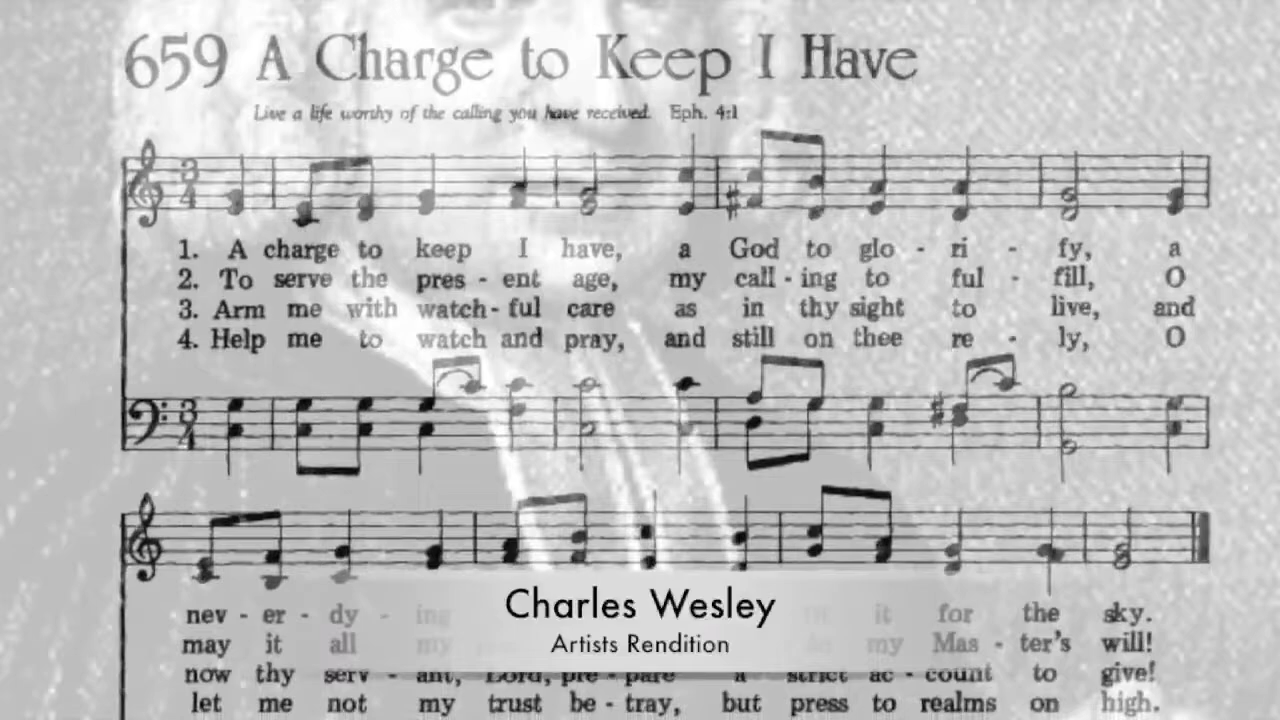 659 A Charge to Keep I Have
Live a life worthy of the calling you have received. Eph. 4:1
3
4
1. A charge to keep I have, a God to glo - ri - fy, a
2. To serve the pres - ent age, my call - ing to ful - fill, O
3. Arm me with watch - ful care as in thy sight to live, and
4. Help me to watch and pray, and still on thee re - ly, O
3
4
nev - er - dy - ing it for the sky.
may it all my my Mas - ter's will!
now thy serv - ant, Lord, pre - pare a strict ac - count to give!
let me not my trust be - tray, but press to realms on high.
Charles Wesley
Artists Rendition